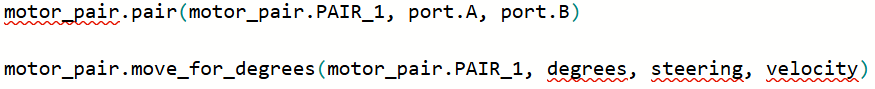 motor_pair.pair(motor_pair.PAIR_1, port.A, port.B)
motor_pair.move_for_degrees(motor_pair.PAIR_1, degrees, steering, velocity)